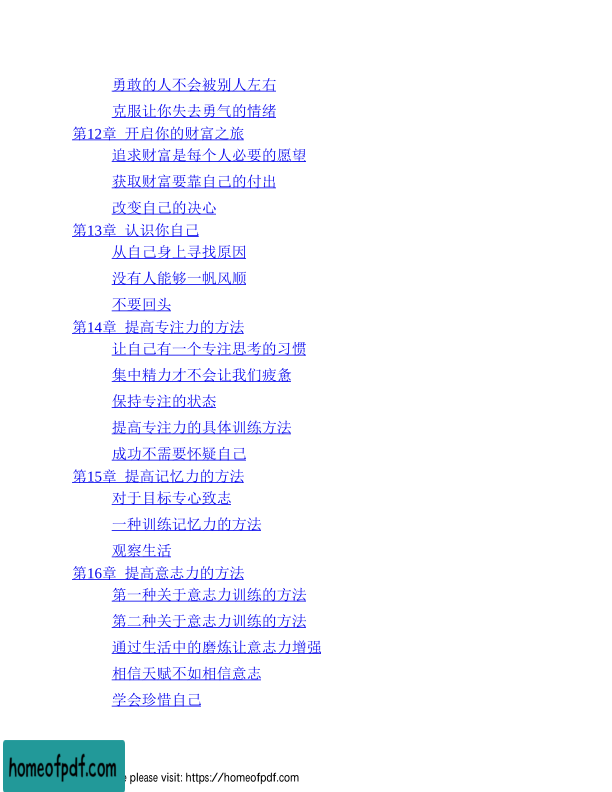 勇敢的人不会被别人左右
克服让你失去勇气的情绪
第12章 开启你的财富之旅
追求财富是每个人必要的愿望
获取财富要靠自己的付出
改变自己的决心
第13章 认识你自己
从自己身上寻找原因
没有人能够一帆风顺
不要回头
第14章 提高专注力的方法
让自己有一个专注思考的习惯
集中精力才不会让我们疲惫
保持专注的状态
提高专注力的具体训练方法
成功不需要怀疑自己
第15章 提高记忆力的方法
对于目标专心致志
一种训练记忆力的方法
观察生活
第16章 提高意志力的方法
第一种关于意志力训练的方法
第二种关于意志力训练的方法
通过生活中的磨炼让意志力增强
相信天赋不如相信意志
学会珍惜自己
homeofpdf.com
please visit: https://homeofpdf.com